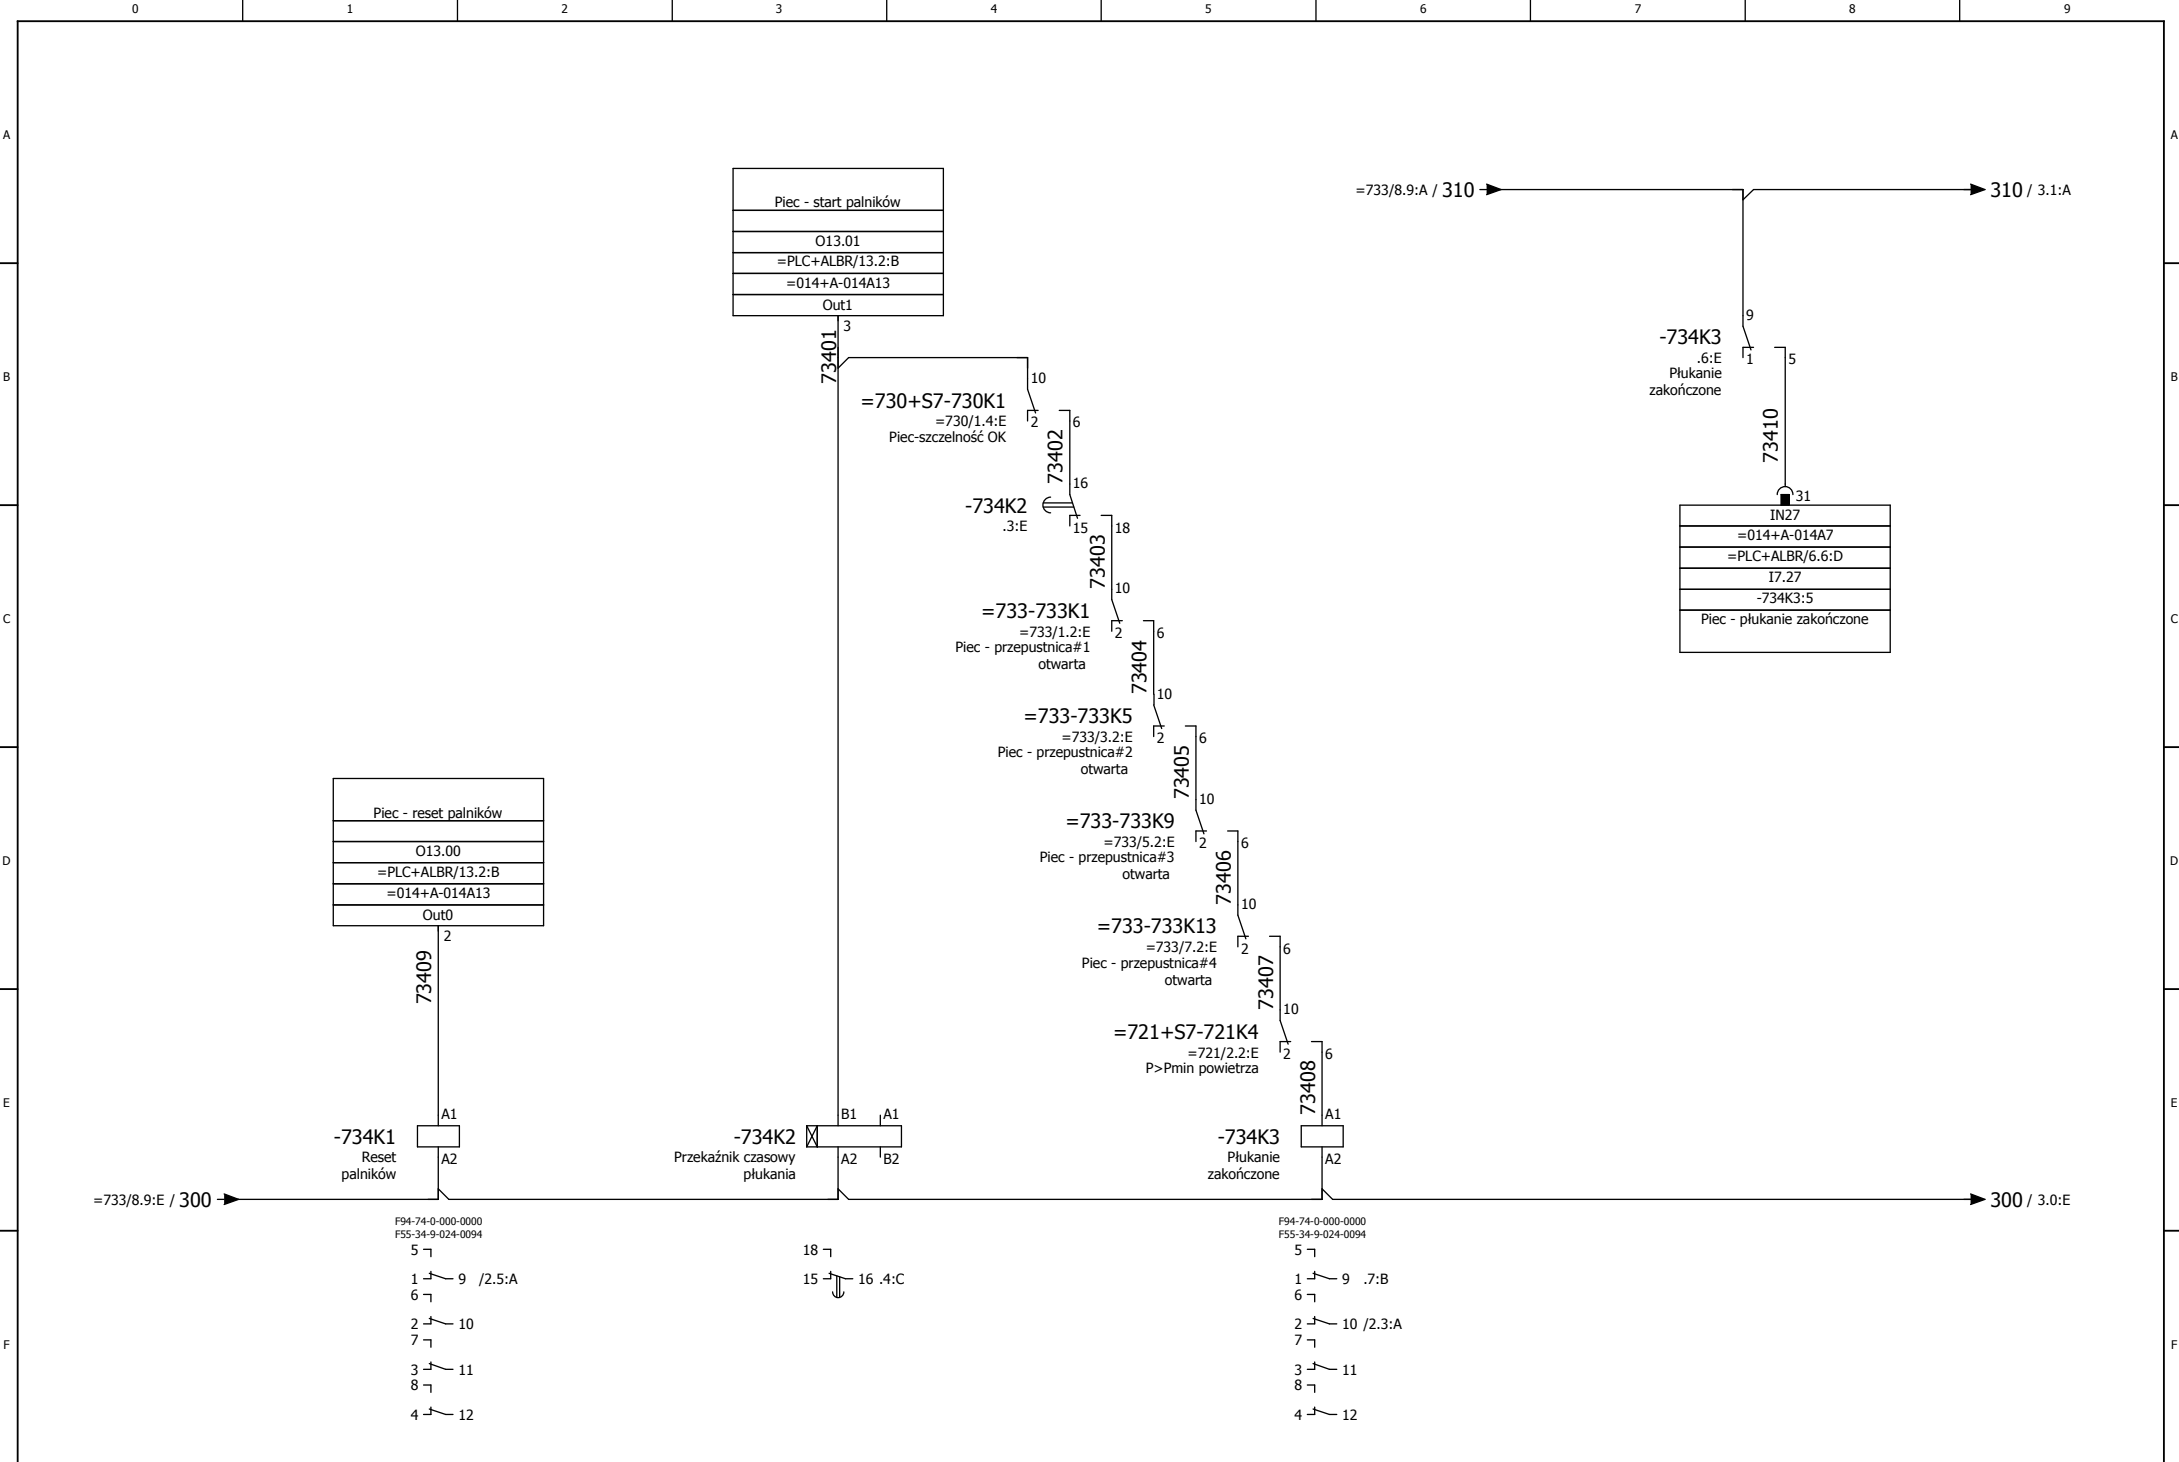 0 1 2 3 4 5 6 7 8 9
A
A
Piec - start palników
O13.01
=PLC+ALBR/13.2:B
=014+A-014A13
Out1
3
73401
=733/8.9:A / 310
310 / 3.1:A
9
-734K3
.6:E
Płukanie
zakończone
1
5
73410
31
IN27
=014+A-014A7
=PLC+ALBR/6.6:D
I7.27
-734K3:5
Piec - płukanie zakończone
B
B
10
=730+S7-730K1
=730/1.4:E
Piec-szczelność OK
2
6
73402
16
-734K2
.3:E
15
18
73403
C
C
10
=733-733K1
=733/1.2:E
Piec - przepustnica#1
otwarta
2
6
73404
10
=733-733K5
=733/3.2:E
Piec - przepustnica#2
otwarta
2
6
73405
10
=733-733K9
=733/5.2:E
Piec - przepustnica#3
otwarta
2
6
73406
D
D
Piec - reset palników
O13.00
=PLC+ALBR/13.2:B
=014+A-014A13
Out0
2
73409
10
=733-733K13
=733/7.2:E
Piec - przepustnica#4
otwarta
2
6
73407
10
=721+S7-721K4
=721/2.2:E
P>Pmin powietrza
2
6
73408
E
E
A1
-734K1
Reset
palników
A2
B1
A1
-734K2
Przekaźnik czasowy
płukania
A2
B2
A1
-734K3
Płukanie
zakończone
A2
=733/8.9:E / 300
300 / 3.0:E
F94-74-0-000-0000
F55-34-9-024-0094
5
1 9 /2.5:A
6
2 10
7
3 11
8
4 12
18
15 16 .4:C
F94-74-0-000-0000
F55-34-9-024-0094
5
1 9 .7:B
6
2 10 /2.3:A
7
3 11
8
4 12
F
F